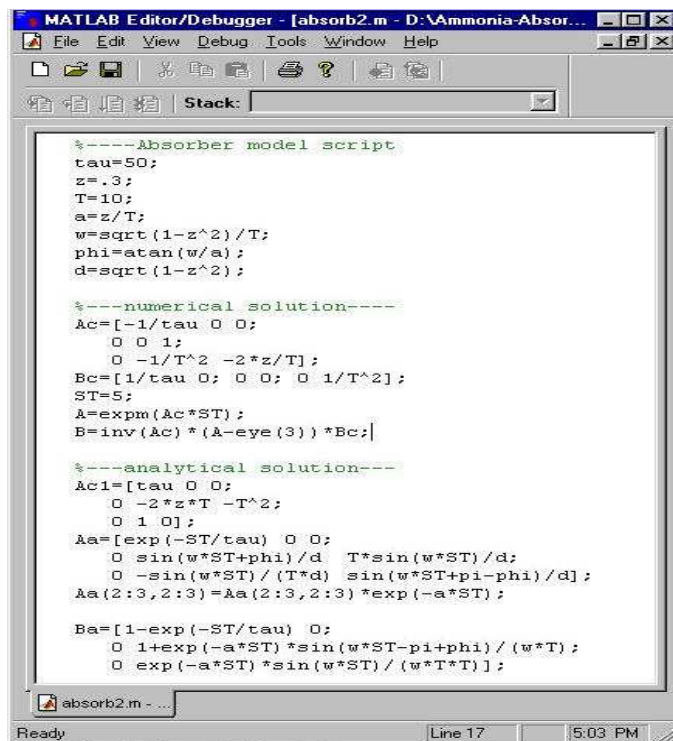 MATLAB Editor/Debugger - [absorb2.m - D:\Ammonia-Absor...
File Edit View Debug Tools Window Help
Stack:
%----Absorber model script
tau=50;
z=.3;
T=10;
a=z/T;
w=sqrt(1-z^2)/T;
phi=atan(w/a);
d=sqrt(1-z^2);
%---numerical solution----
Ac=[-1/tau 0 0;
0 0 1;
0 -1/T^2 -2*z/T];
Bc=[1/tau 0; 0 0; 0 1/T^2];
ST=5;
A=expm(Ac*ST);
B=inv(Ac)*(A-eye(3))*Bc;
%---analytical solution---
Ac1=[tau 0 0;
0 -2*z*T -T^2;
0 1 0];
Aa=[exp(-ST/tau) 0 0;
0 sin(w*ST+phi)/d T*sin(w*ST)/d;
0 -sin(w*ST)/(T*d) sin(w*ST+pi-phi)/d];
Aa(2:3,2:3)=Aa(2:3,2:3)*exp(-a*ST);
Ba=[1-exp(-ST/tau) 0;
0 1+exp(-a*ST)*sin(w*ST-pi+phi)/(w*T);
0 exp(-a*ST)*sin(w*ST)/(w*T*T)];
absorb2.m - ...
Ready Line 17 5:03 PM